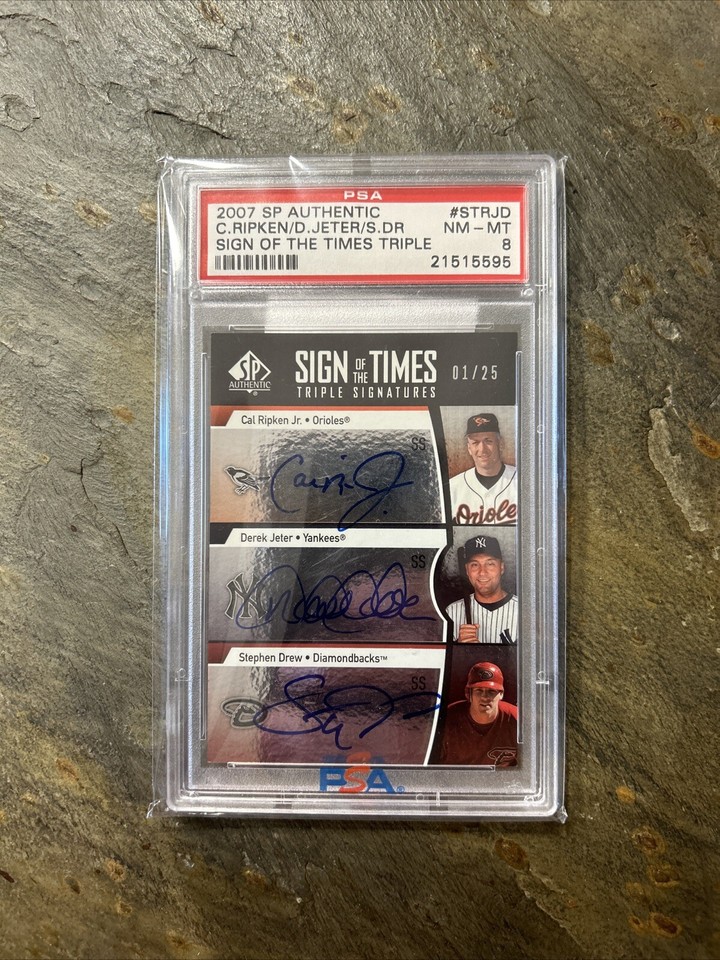 PSA
2007 SP AUTHENTIC #STRJD
C.RIPKEN/D.JETER/S.DR NM - MT
SIGN OF THE TIMES TRIPLE 8
21515595
SP
AUTHENTIC
SIGN OF THE TIMES
TRIPLE SIGNATURES
01/25
Cal Ripken Jr. • Orioles®
SS
Orioles
Derek Jeter • Yankees®
SS
NY
NY
Stephen Drew • Diamondbacks™
SS
D
PSA®